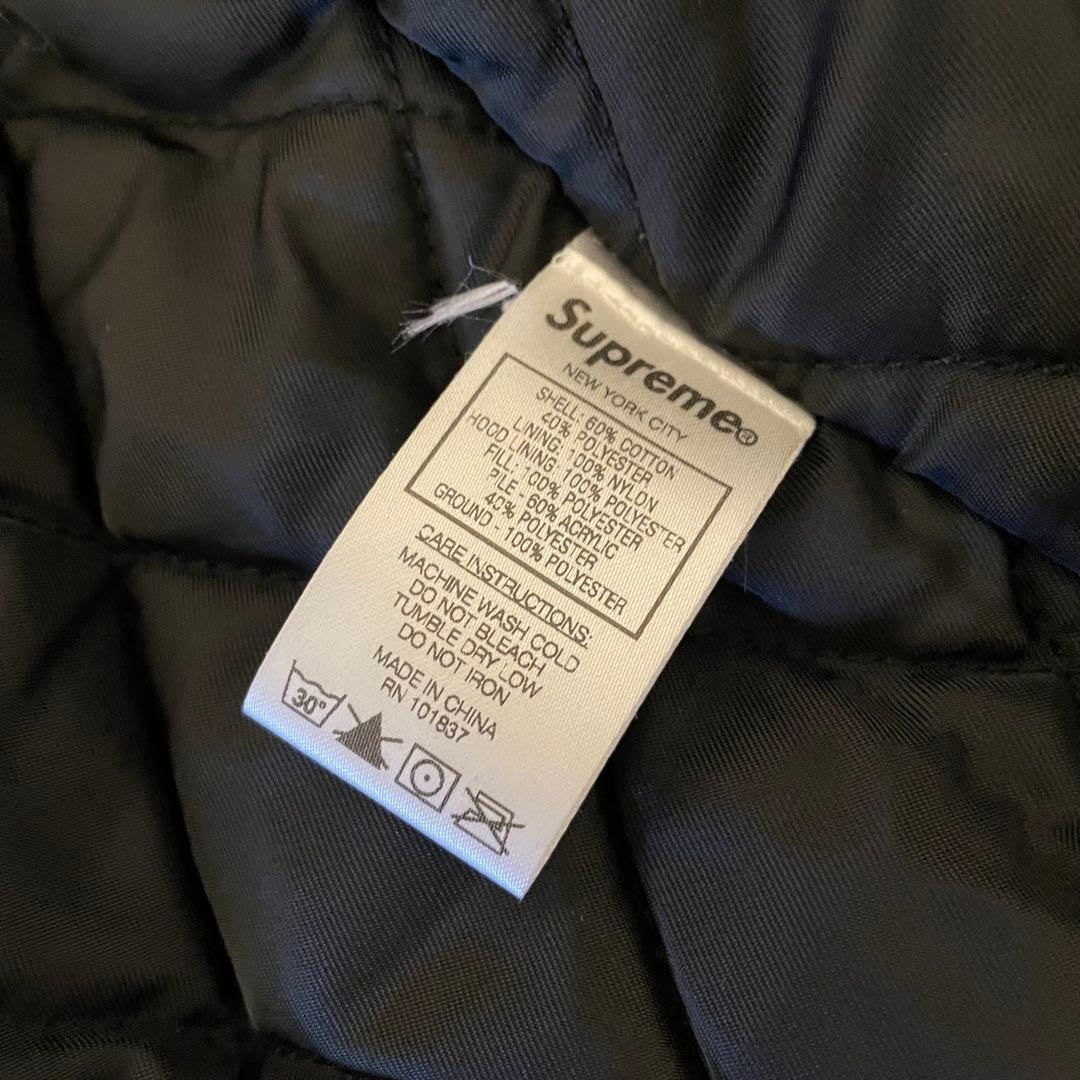 Supreme®
NEW YORK CITY
SHELL: 60% COTTON
40% POLYESTER
LINING: 100% NYLON
HOOD LINING: 100% POLYESTER
FILL: 100% POLYESTER
PILE - 60% ACRYLIC
40% POLYESTER
GROUND - 100% POLYESTER
CARE INSTRUCTIONS:
MACHINE WASH COLD
DO NOT BLEACH
TUMBLE DRY LOW
DO NOT IRON
MADE IN CHINA
RN 101837
30°